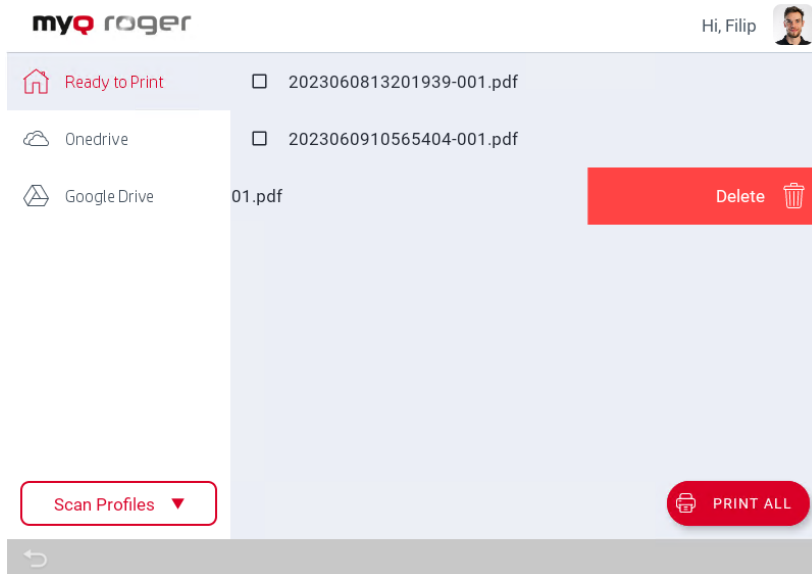 myQ roger
Hi, Filip
Ready to Print
2023060813201939-001.pdf
Onedrive
2023060910565404-001.pdf
Google Drive
01.pdf
Delete
Scan Profiles
PRINT ALL